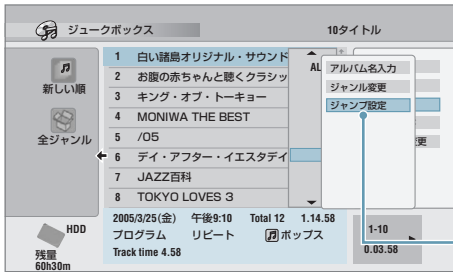 ジュークボックス
10タイトル
新しい順
全ジャンル
1 白い諸島オリジナル・サウンド
2 お腹の赤ちゃんと聴くクラシッ
3 キング・オブ・トーキョー
4 MONIWA THE BEST
5 /05
6 デイ・アフター・イエスタデイ
7 JAZZ百科
8 TOKYO LOVES 3
AL
アルバム名入力
ジャンル変更
ジャンプ設定
更
HDD
残量
60h30m
2005/3/25(金) 午後9:10 Total 12 1.14.58
プログラム リピート ポップス
Track time 4.58
1-10
0.03.58